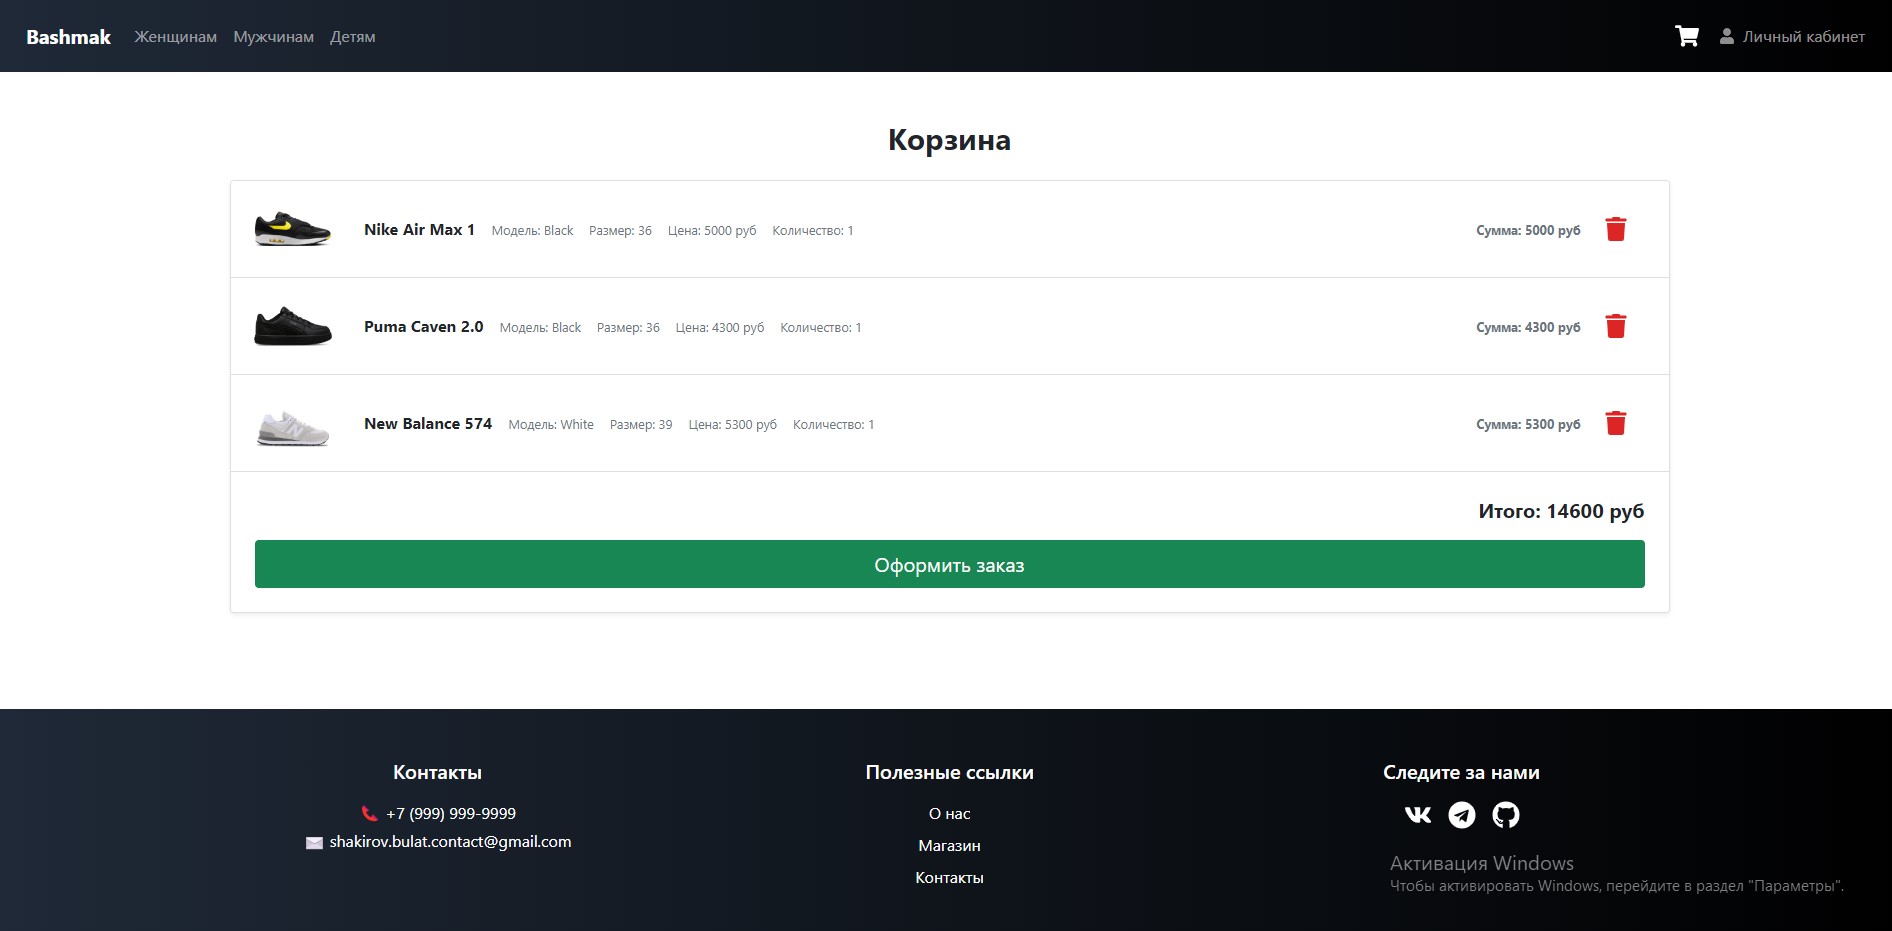 Bashmak Женщинам Мужчинам Детям Личный кабинет
Корзина
Nike Air Max 1 Модель: Black Размер: 36 Цена: 5000 руб Количество: 1 Сумма: 5000 руб
Puma Caven 2.0 Модель: Black Размер: 36 Цена: 4300 руб Количество: 1 Сумма: 4300 руб
New Balance 574 Модель: White Размер: 39 Цена: 5300 руб Количество: 1 Сумма: 5300 руб
Итого: 14600 руб
Оформить заказ
Контакты
+7 (999) 999-9999
shakirov.bulat.contact@gmail.com
Полезные ссылки
О нас
Магазин
Контакты
Следите за нами
Активация Windows
Чтобы активировать Windows, перейдите в раздел "Параметры".